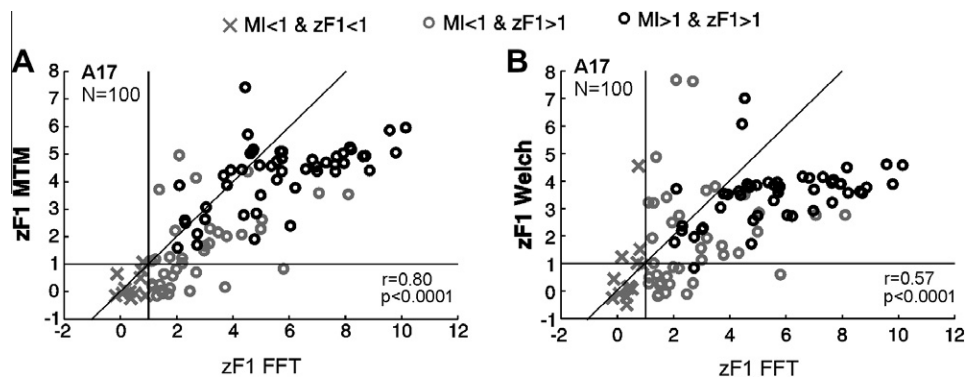 MI<1 & zF1<1 MI<1 & zF1>1 MI>1 & zF1>1
A
A17
N=100
8
7
6
5
4
3
2
1
0
-1
zF1 MTM
r=0.80
p<0.0001
-2 0 2 4 6 8 10 12
zF1 FFT
B
A17
N=100
8
7
6
5
4
3
2
1
0
-1
zF1 Welch
r=0.57
p<0.0001
-2 0 2 4 6 8 10 12
zF1 FFT